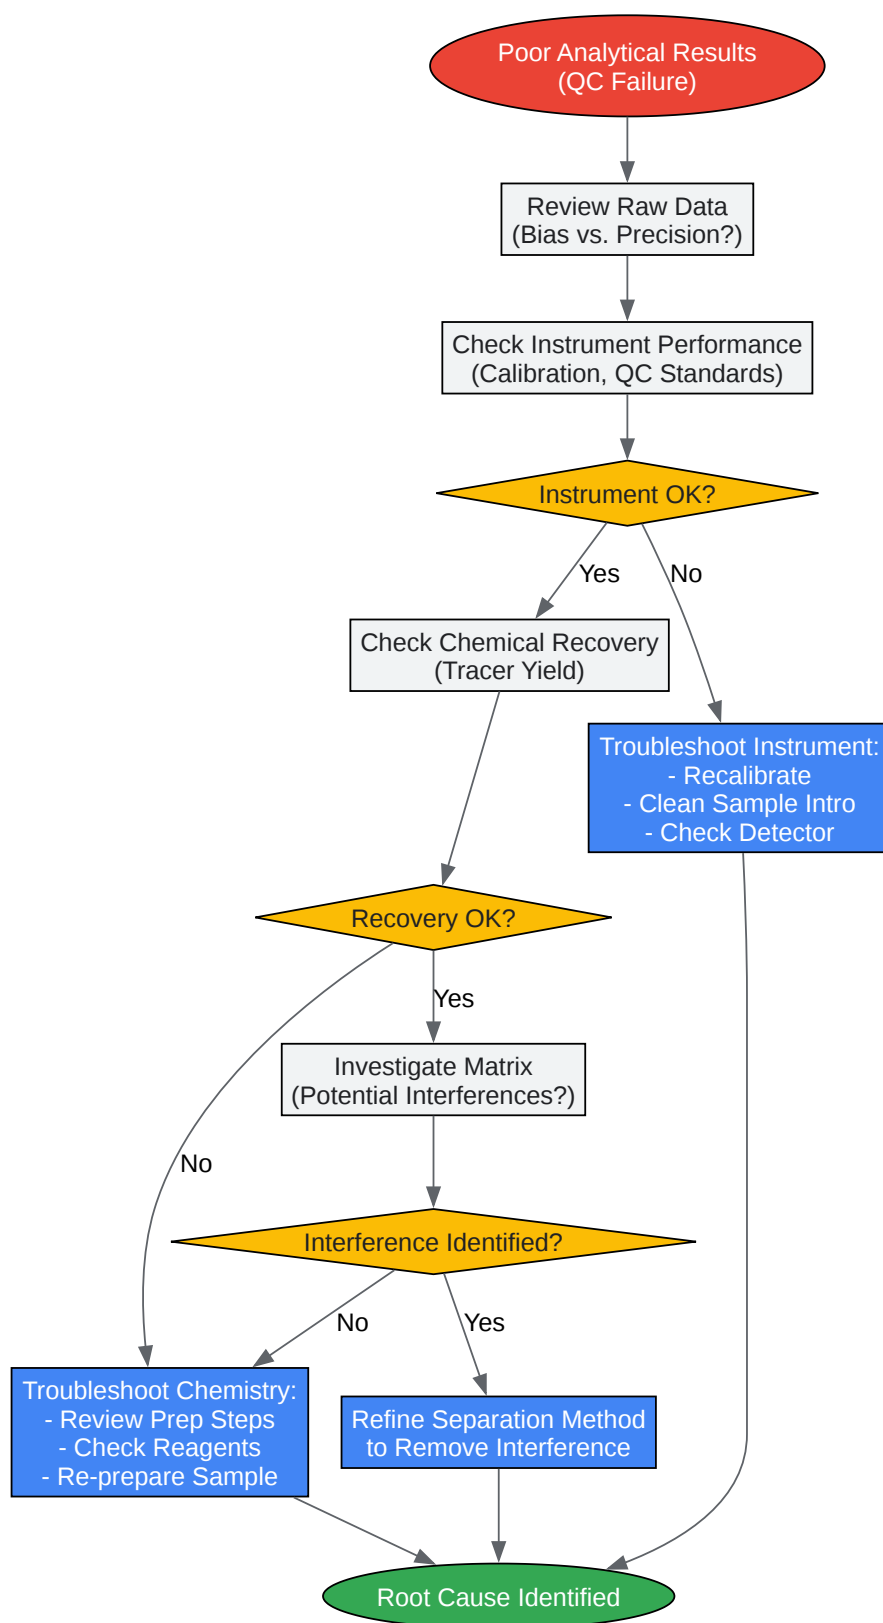 Poor Analytical Results
(QC Failure)
Review Raw Data
(Bias vs. Precision?)
Check Instrument Performance
(Calibration, QC Standards)
Instrument OK?
Yes
No
Check Chemical Recovery
(Tracer Yield)
Troubleshoot Instrument:
- Recalibrate
- Clean Sample Intro
- Check Detector
Recovery OK?
Yes
Investigate Matrix
(Potential Interferences?)
No
Interference Identified?
No
Yes
Troubleshoot Chemistry:
- Review Prep Steps
- Check Reagents
- Re-prepare Sample
Refine Separation Method
to Remove Interference
Root Cause Identified